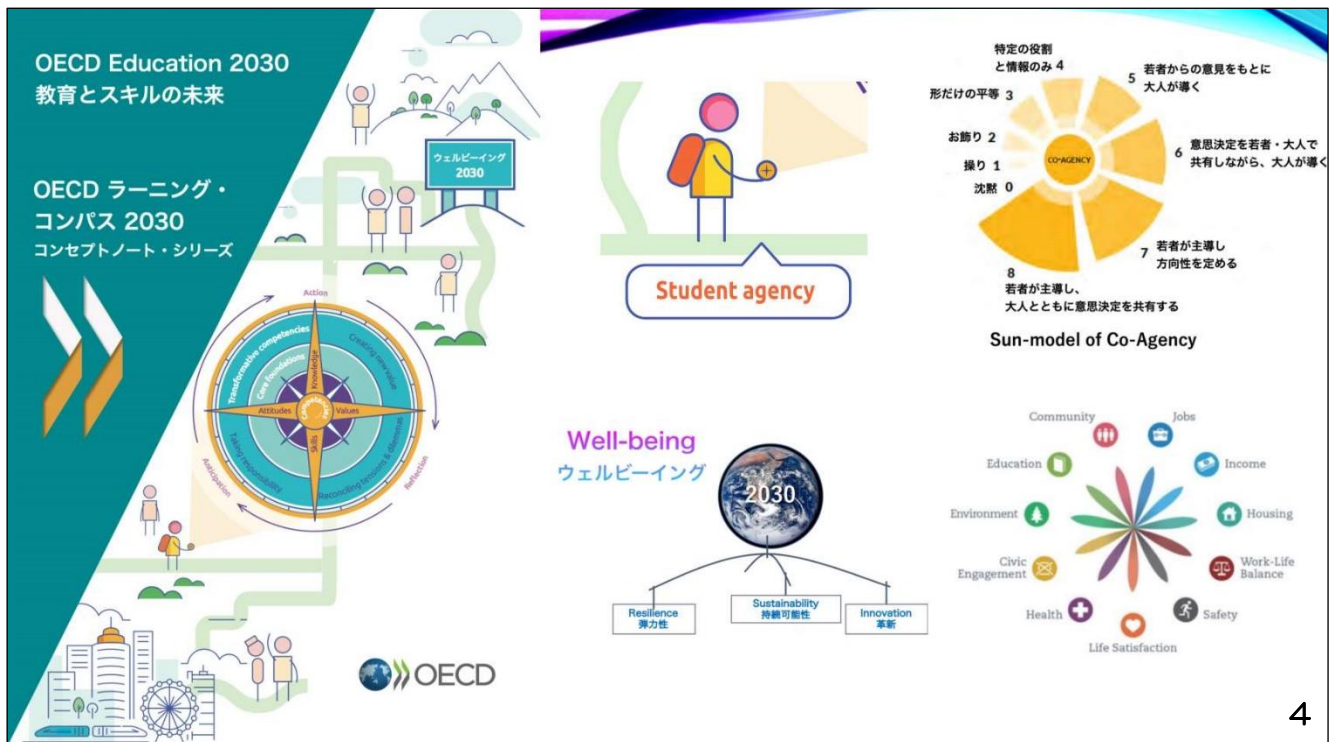 OECD Education 2030
教育とスキルの未来
OECD ラーニング・
コンパス 2030
コンセプトノート・シリーズ
ウェルビーイング
2030
Action
Transformative competencies
Creating new value
Core foundations
Knowledge
Attitudes
Competencies
Values
Skills
Taking responsibility
Reconciling tensions & dilemmas
Anticipation
Reflection
OECD
Student agency
特定の役割
と情報のみ 4
形だけの平等 3
お飾り 2
操り 1
沈黙 0
5 若者からの意見をもとに
大人が導く
CO-AGENCY
6 意思決定を若者・大人で
共有しながら、大人が導く
7 若者が主導し
方向性を定める
8
若者が主導し、
大人とともに意思決定を共有する
Sun-model of Co-Agency
Well-being
ウェルビーイング
2030
Resilience
弾力性
Sustainability
持続可能性
Innovation
革新
Community
Jobs
Education
Income
Environment
Housing
Civic
Engagement
Work-Life
Balance
Health
Safety
Life Satisfaction
4